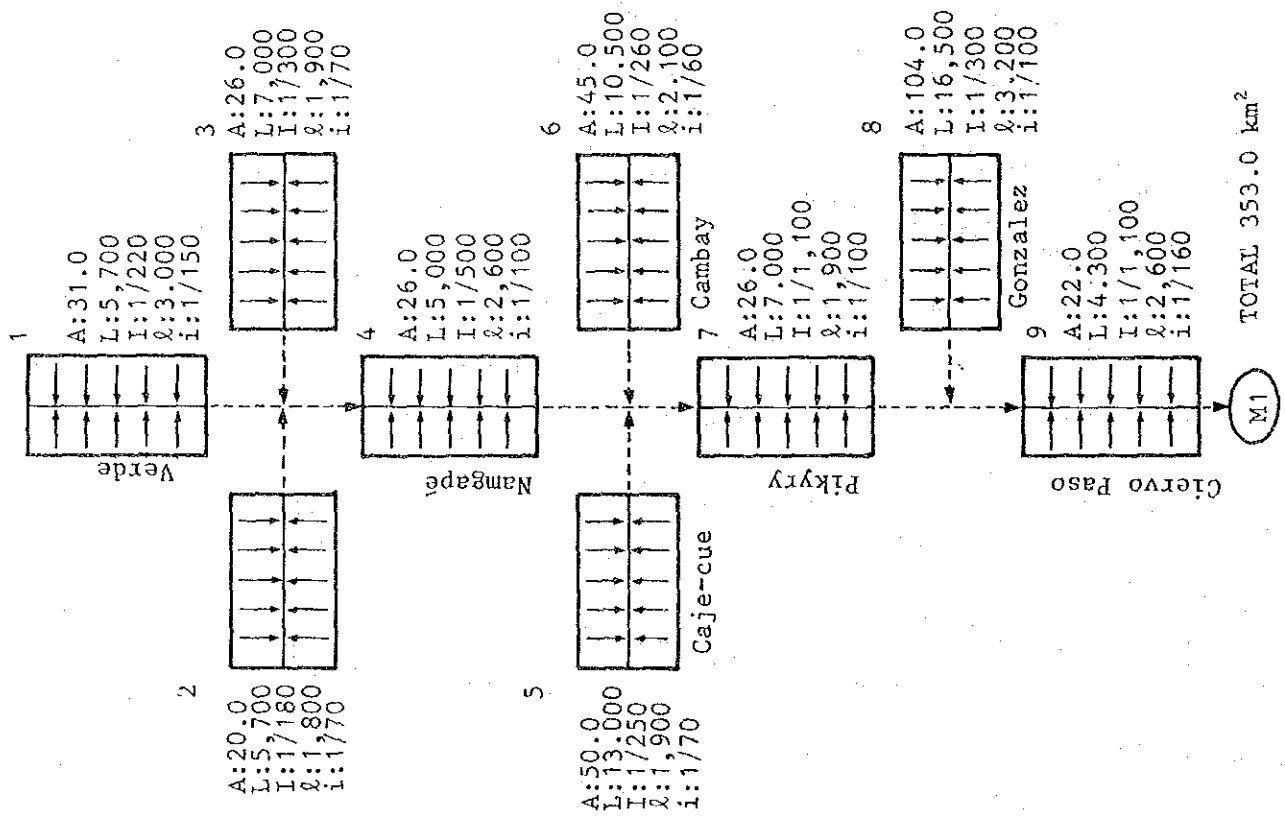 1
A:31.0
L:5,700
I:1/220
ℓ:3.000
i:1/150
Verde
2
A:20.0
L:5,700
I:1/180
ℓ:1,800
i:1/70
3
A:26.0
L:7,000
I:1/300
ℓ:1,900
i:1/70
4
A:26.0
L:5,000
I:1/500
ℓ:2,600
i:1/100
Namgapé
5
A:50.0
L:13.000
I:1/250
ℓ:1,900
i:1/70
Caje-cue
6
A:45.0
L:10.500
I:1/260
ℓ:2.100
i:1/60
Cambay
7
A:26.0
L:7.000
I:1/1,100
ℓ:1,900
i:1/100
Pikyry
8
A:104.0
L:16,500
I:1/300
ℓ:3.200
i:1/100
Gonzalez
9
A:22.0
L:4.300
I:1/1,100
ℓ:2,600
i:1/160
Ciervo Paso
M1
TOTAL 353.0 km²